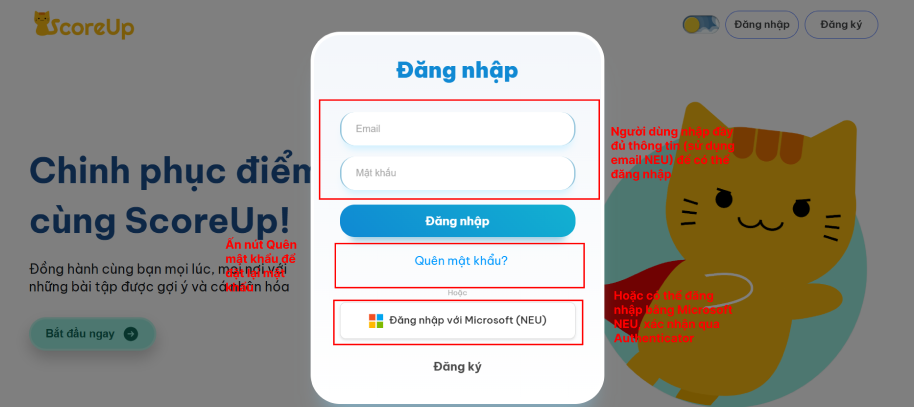 ScoreUp
Đăng nhập
Đăng ký
Đăng nhập
Email
Mật khẩu
Đăng nhập
Quên mật khẩu?
Hoặc
Đăng nhập với Microsoft (NEU)
Đăng ký
Chinh phục điểm
cùng ScoreUp!
Đồng hành cùng bạn mọi lúc, mọi nơi với
những bài tập được gợi ý và cá nhân hóa
Bắt đầu ngay
Ấn nút Quên
mật khẩu để
đặt lại mật
khẩu
Người dùng nhập đầy
đủ thông tin (sử dụng
email NEU) để có thể
đăng nhập
Hoặc có thể đăng
nhập bằng Microsoft
NEU, xác nhận qua
Authenticator